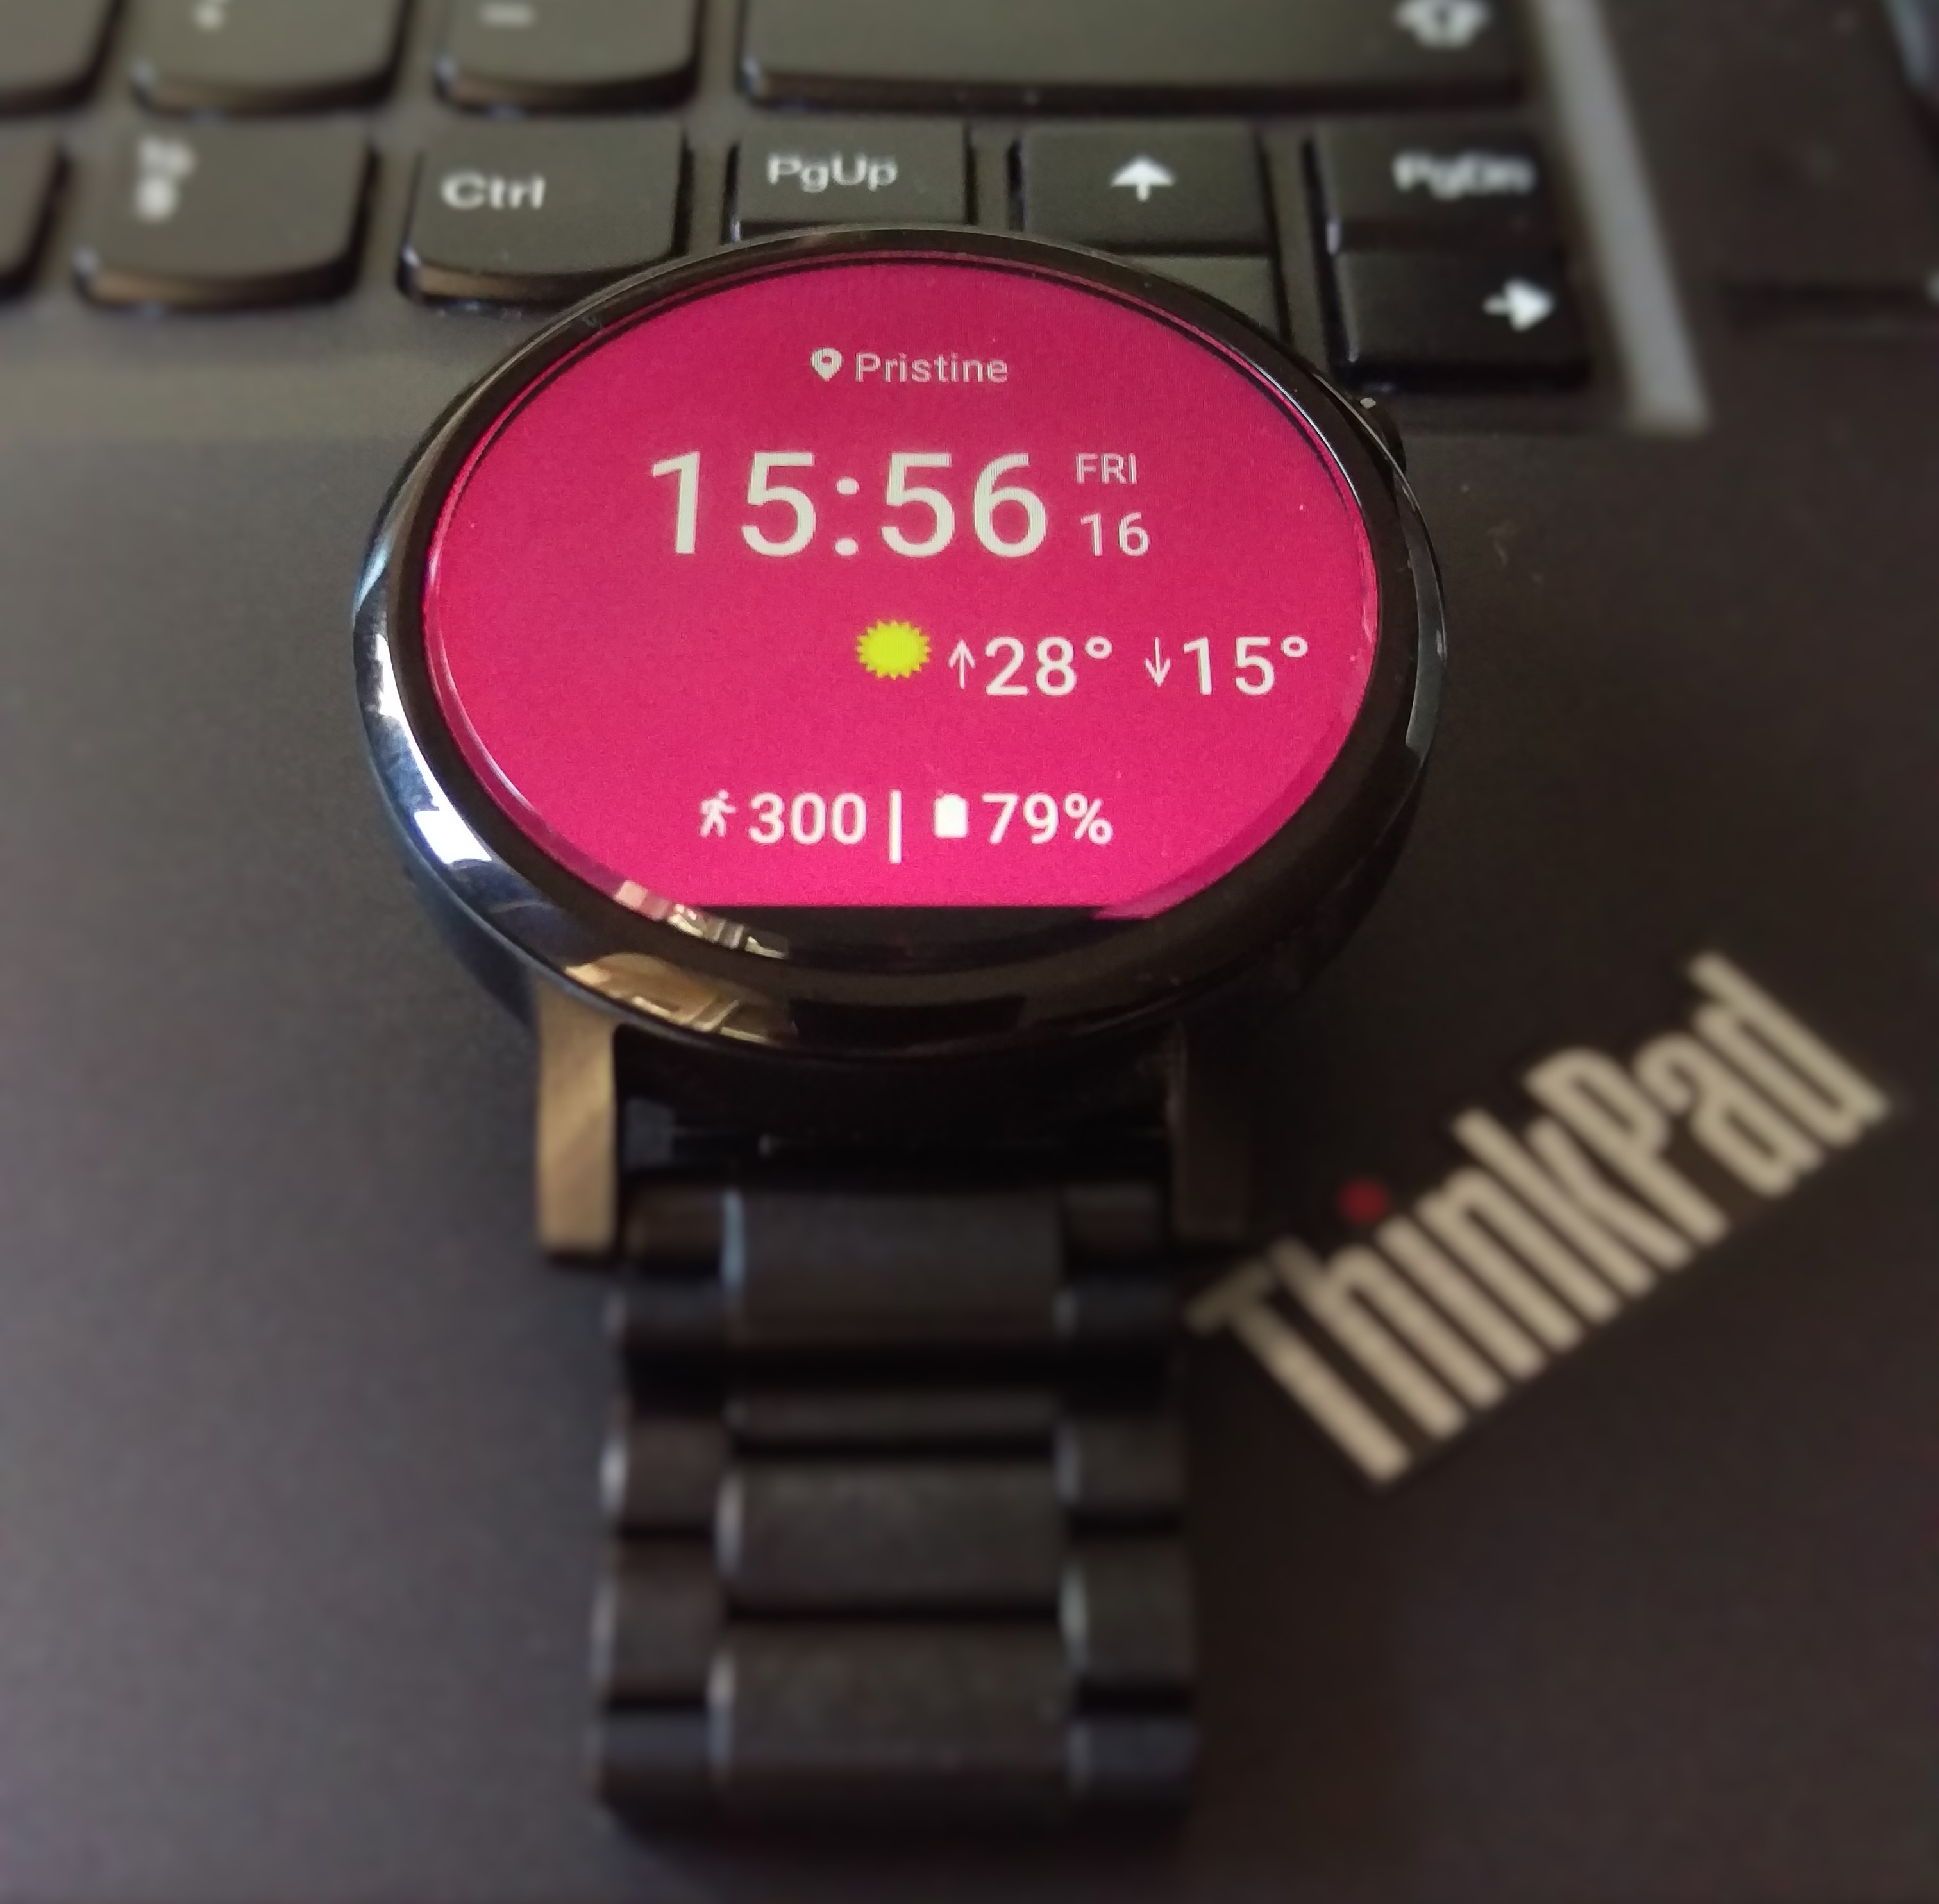 Ctrl
PgUp
PgDn
Pristine
15:56
FRI
16
↑28° ↓15°
300 | 79%
ThinkPad